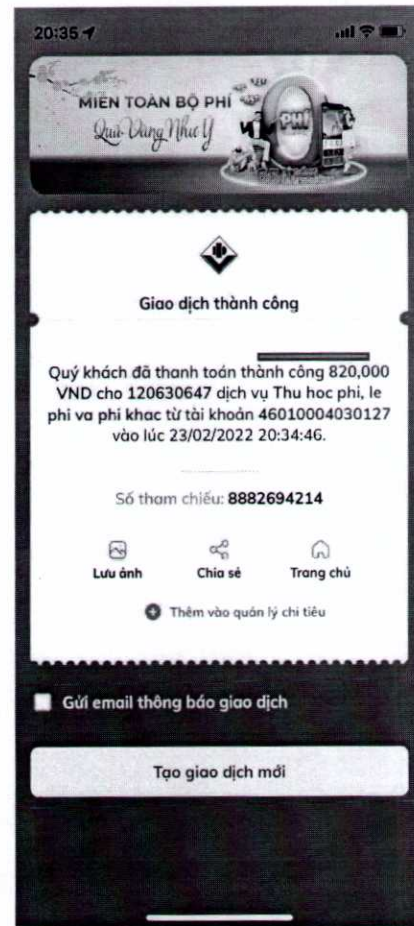 20:35
MIỄN TOÀN BỘ PHÍ
Quà Vàng Như Ý
PHÍ
Giao dịch thành công
Quý khách đã thanh toán thành công 820,000
VND cho 120630647 dịch vụ Thu hoc phi, le
phi va phi khac từ tài khoản 46010004030127
vào lúc 23/02/2022 20:34:46.
Số tham chiếu: 8882694214
Lưu ảnh Chia sẻ Trang chủ
Thêm vào quản lý chi tiêu
Gửi email thông báo giao dịch
Tạo giao dịch mới